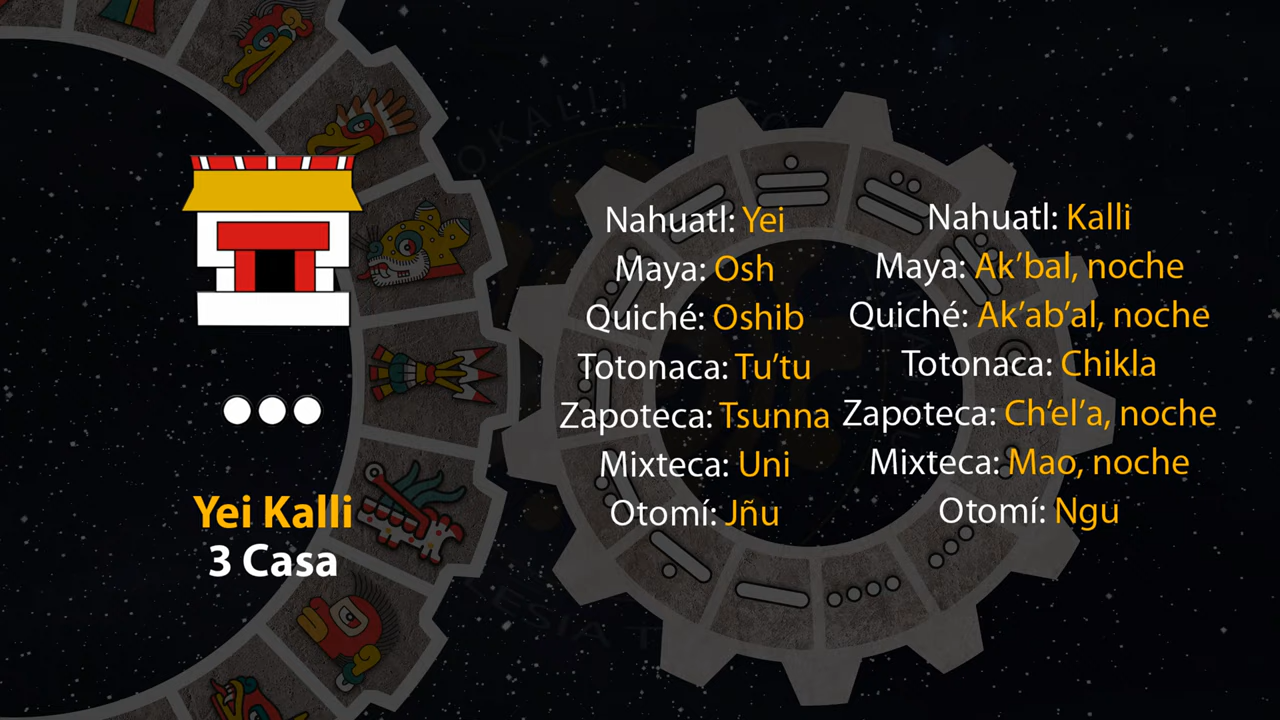 Yei Kalli
3 Casa
Nahuatl: Yei
Maya: Osh
Quiché: Oshib
Totonaca: Tu’tu
Zapoteca: Tsunna
Mixteca: Uni
Otomí: Jñu
Nahuatl: Kalli
Maya: Ak’bal, noche
Quiché: Ak’ab’al, noche
Totonaca: Chikla
Zapoteca: Ch’el’a, noche
Mixteca: Mao, noche
Otomí: Ngu